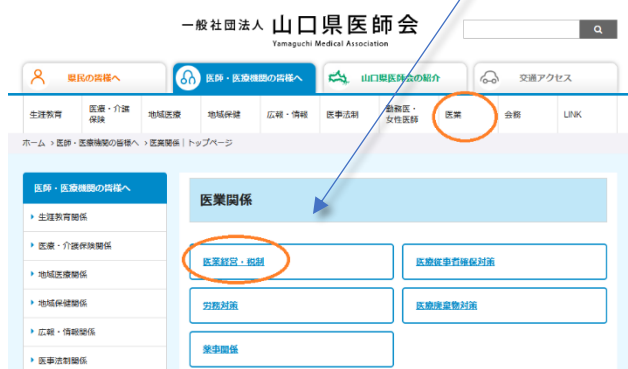 一般社団法人 山口県医師会
Yamaguchi Medical Association
県民の皆様へ 医師・医療機関の皆様へ 山口県医師会の紹介 交通アクセス
生涯教育 医療・介護保険 地域医療 地域保健 広報・情報 医事法制 勤務医・女性医師 医業 会務 LINK
ホーム › 医師・医療機関の皆様へ › 医業関係 | トップページ
医師・医療機関の皆様へ
生涯教育関係
医療・介護保険関係
地域医療関係
地域保健関係
広報・情報関係
医事法制関係
医業関係
医業経営・税制 医療従事者確保対策
労務対策 医療廃棄物対策
薬事関係